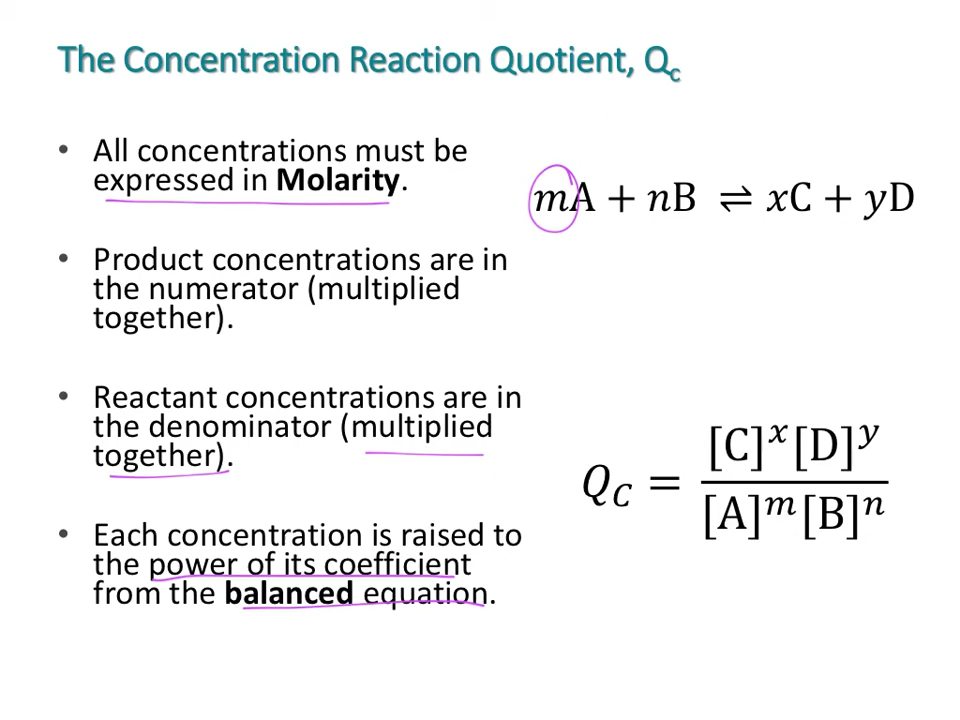 The Concentration Reaction Quotient, Qc
• All concentrations must be
expressed in Molarity.
mA + nB ⇌ xC + yD
• Product concentrations are in
the numerator (multiplied
together).
• Reactant concentrations are in
the denominator (multiplied
together).
Q_C = [C]^x[D]^y / [A]^m[B]^n
• Each concentration is raised to
the power of its coefficient
from the balanced equation.